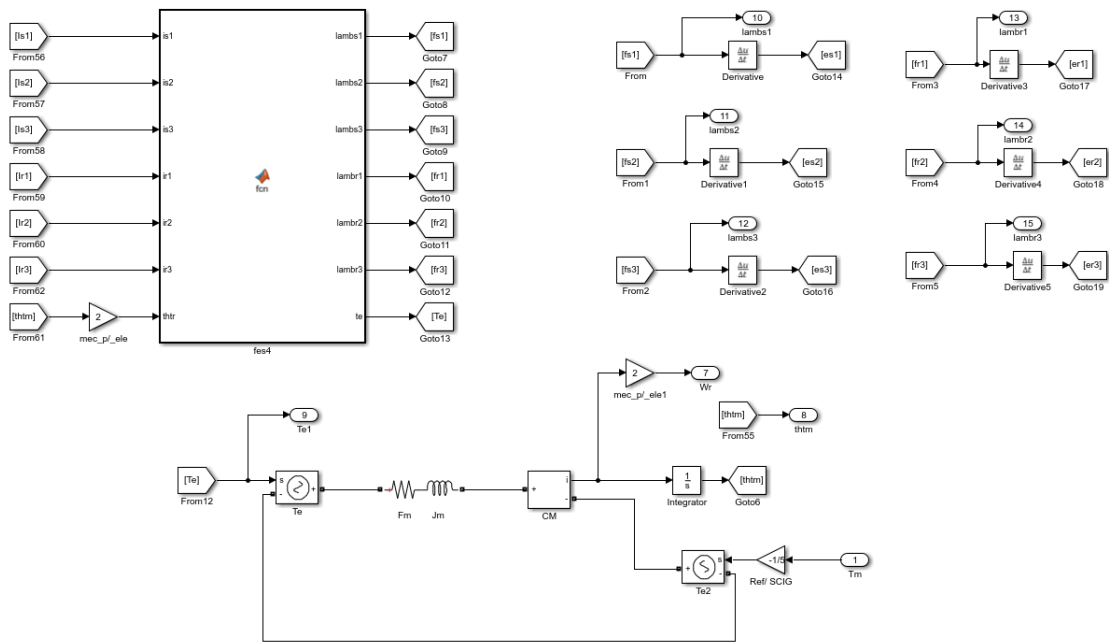 [Is1]
From56
[Is2]
From57
[Is3]
From58
[Ir1]
From59
[Ir2]
From60
[Ir3]
From62
[thtm]
From61
2
mec_p/_ele
is1
is2
is3
ir1
ir2
ir3
thtr
fcn
lambs1
lambs2
lambs3
lambr1
lambr2
lambr3
te
fes4
[fs1]
Goto7
[fs2]
Goto8
[fs3]
Goto9
[fr1]
Goto10
[fr2]
Goto11
[fr3]
Goto12
[Te]
Goto13
10
lambs1
[fs1]
From
Δu
Δt
Derivative
[es1]
Goto14
13
lambr1
[fr1]
From3
Δu
Δt
Derivative3
[er1]
Goto17
11
lambs2
[fs2]
From1
Δu
Δt
Derivative1
[es2]
Goto15
14
lambr2
[fr2]
From4
Δu
Δt
Derivative4
[er2]
Goto18
12
lambs3
[fs3]
From2
Δu
Δt
Derivative2
[es3]
Goto16
15
lambr3
[fr3]
From5
Δu
Δt
Derivative5
[er3]
Goto19
2
mec_p/_ele1
7
Wr
[thtm]
From55
8
thtm
9
Te1
[Te]
From12
s
-
+
Te
Fm
Jm
+
i
-
CM
1
s
Integrator
[thtm]
Goto6
+
s
-
Te2
-1/5
Ref/ SCIG
1
Tm